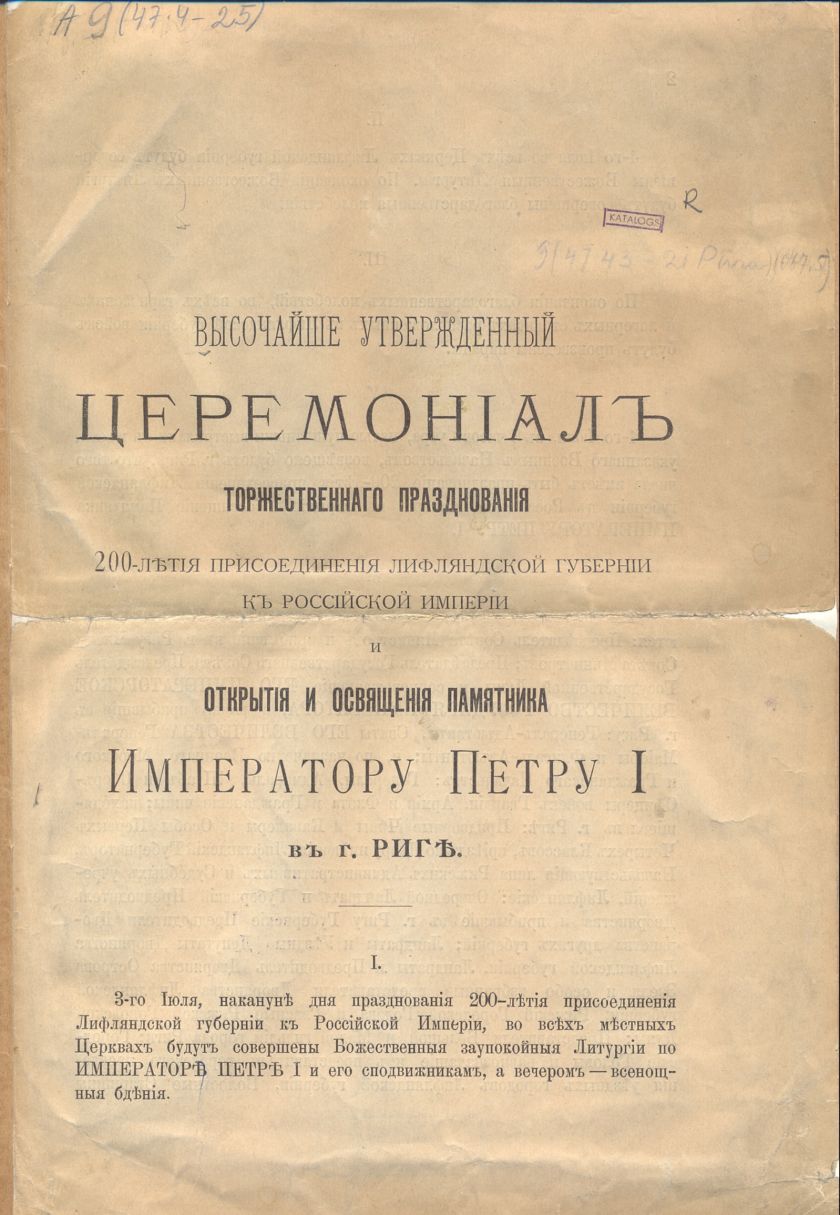 А 9(47.4-25)
R
KATALOGS
ВЫСОЧАЙШЕ УТВЕРЖДЕННЫЙ
ЦЕРЕМОНІАЛЪ
ТОРЖЕСТВЕННАГО ПРАЗДНОВАНІЯ
200-ЛѢТІЯ ПРИСОЕДИНЕНІЯ ЛИФЛЯНДСКОЙ ГУБЕРНІИ
КЪ РОССІЙСКОЙ ИМПЕРІИ
И
ОТКРЫТІЯ И ОСВЯЩЕНІЯ ПАМЯТНИКА
ИМПЕРАТОРУ ПЕТРУ I
въ г. РИГѢ.
I.
3-го Іюля, наканунѣ дня празднованія 200-лѣтія присоединенія
Лифляндской губерніи къ Россійской Имперіи, во всѣхъ мѣстныхъ
Церквахъ будутъ совершены Божественныя заупокойныя Литургіи по
ИМПЕРАТОРѢ ПЕТРѢ I и его сподвижникамъ, а вечеромъ — всенощ-
ныя бдѣнія.